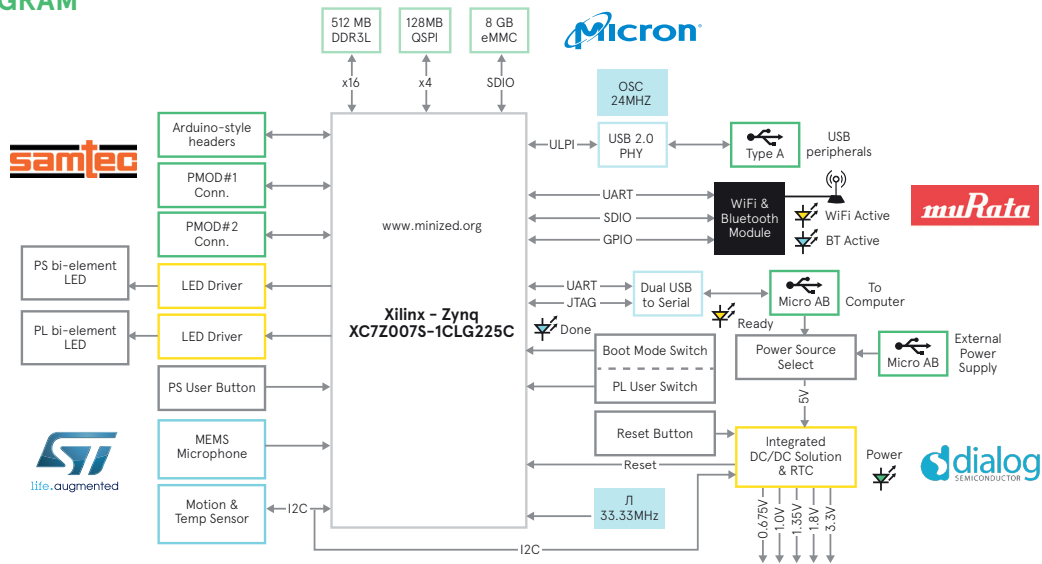 GRAM
512 MB
DDR3L
128MB
QSPI
8 GB
eMMC
Micron
x16
x4
SDIO
OSC
24MHZ
samtec
Arduino-style
headers
ULPI
USB 2.0
PHY
Type A
USB
peripherals
PMOD#1
Conn.
www.minized.org
UART
SDIO
GPIO
WiFi &
Bluetooth
Module
WiFi Active
BT Active
muRata
PMOD#2
Conn.
PS bi-element
LED
LED Driver
UART
JTAG
Dual USB
to Serial
Micro AB
To
Computer
Ready
PL bi-element
LED
LED Driver
Xilinx - Zynq
XC7Z007S-1CLG225C
Done
Boot Mode Switch
PL User Switch
Power Source
Select
Micro AB
External
Power
Supply
PS User Button
5V
Reset Button
Reset
Integrated
DC/DC Solution
& RTC
Power
dialog
SEMICONDUCTOR
ST
life.augmented
MEMS
Microphone
Motion &
Temp Sensor
I2C
33.33MHz
I2C
0.675V
1.0V
1.35V
1.8V
3.3V